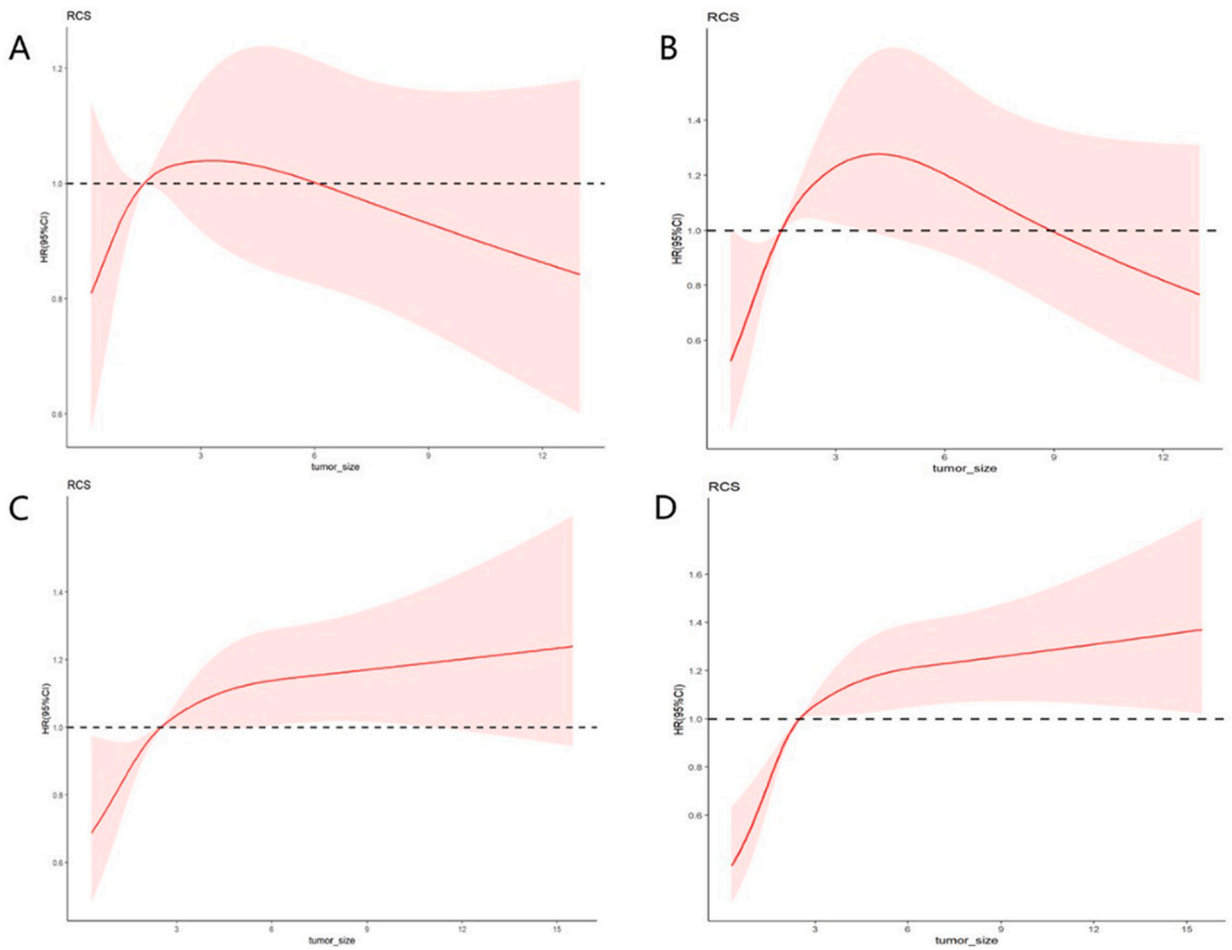 A
RCS
HR(95%CI)
1.2
1.0
0.8
0.6
3
6
9
12
tumor_size
B
RCS
HR(95%CI)
1.4
1.2
1.0
0.8
0.6
3
6
9
12
tumor_size
C
RCS
HR(95%CI)
1.4
1.2
1.0
0.8
0.6
3
6
9
12
15
tumor_size
D
RCS
HR(95%CI)
1.6
1.4
1.2
1.0
0.8
0.6
3
6
9
12
15
tumor_size